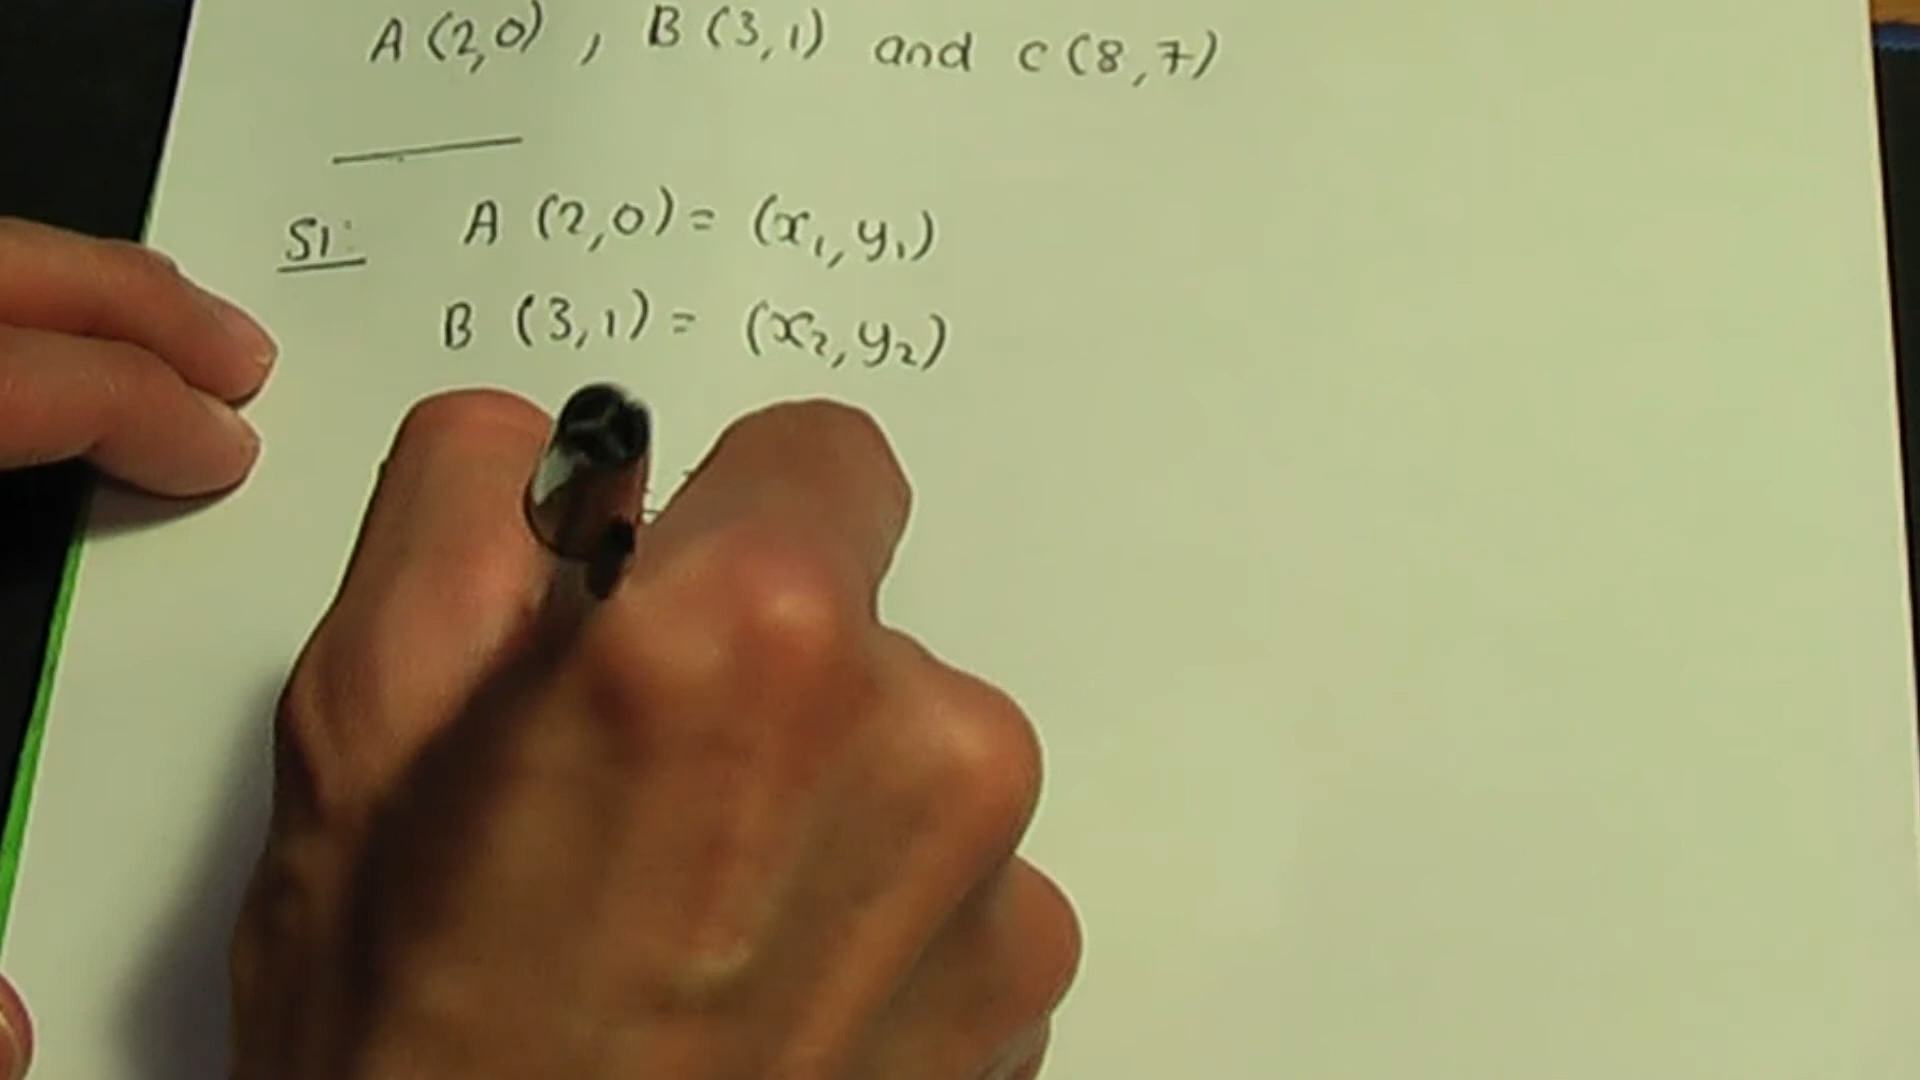 A (2,0) , B (3,1) and C (8,7)
S1: A (2,0) = (x₁, y₁)
B (3,1) = (x₂, y₂)